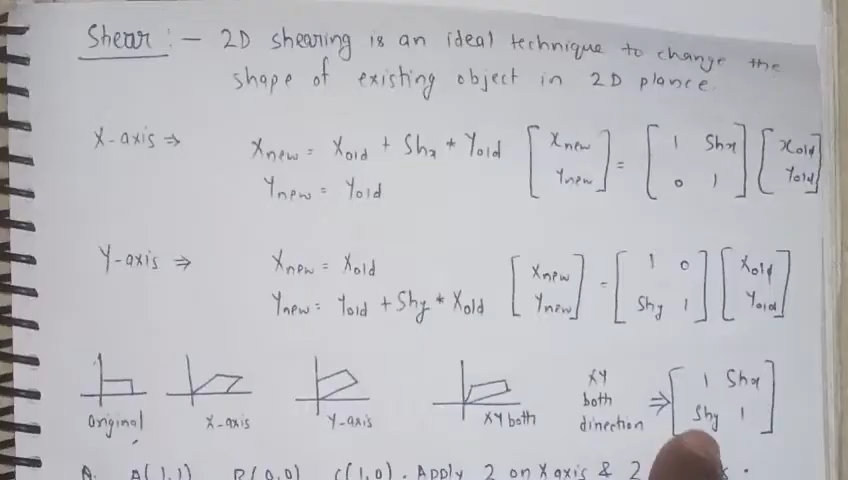 Shear :- 2D shearing is an ideal technique to change the
shape of existing object in 2D plance.
X-axis ⇒ Xnew = Xold + Shx * Yold [Xnew Ynew] = [1 Shx 0 1] [Xold Yold]
Ynew = Yold
Y-axis ⇒ Xnew = Xold [Xnew Ynew] = [1 0 Shy 1] [Xold Yold]
Ynew = Yold + Shy * Xold
original X-axis Y-axis XY both
XY both direction ⇒ [1 Shx Shy 1]
A(1,1) B(0,0) C(1,0). Apply 2 on X axis & 2